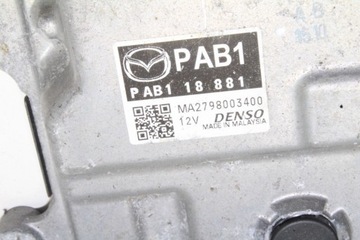 PAB1
PAB1 18 881
MA2798003400
12V DENSO
MADE IN MALAYSIA